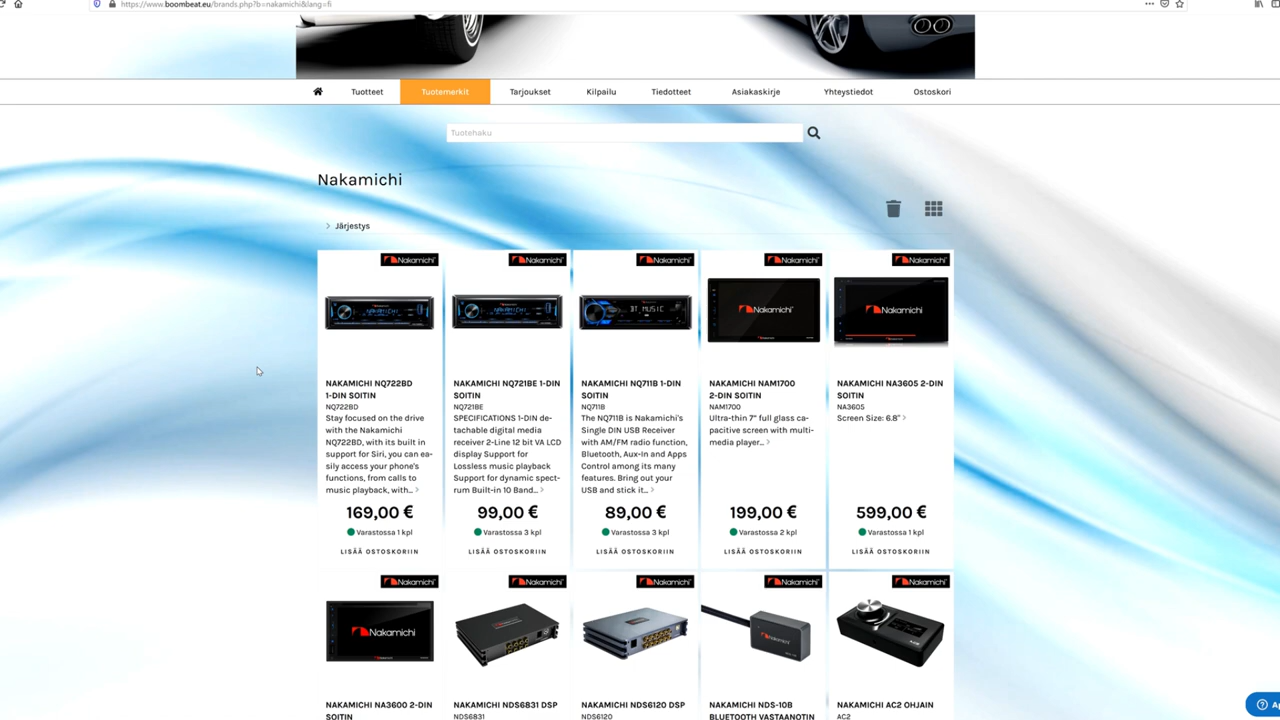 https://www.boombeat.eu/brands.php?b=nakamichi&lang=fi
Tuotteet Tuotemerkit Tarjoukset Kilpailu Tiedotteet Asiakaskirje Yhteystiedot Ostoskori
Tuotehaku
Nakamichi
Järjestys
Nakamichi Nakamichi Nakamichi Nakamichi Nakamichi
NAKAMICHI NQ722BD
1-DIN SOITIN
NQ722BD
Stay focused on the drive
with the Nakamichi
NQ722BD, with its built in
support for Siri, you can ea-
sily access your phone's
functions, from calls to
music playback, with... >
169,00 €
Varastossa 1 kpl
LISÄÄ OSTOSKORIIN
NAKAMICHI NQ721BE 1-DIN
SOITIN
NQ721BE
SPECIFICATIONS 1-DIN de-
tachable digital media
receiver 2-Line 12 bit VA LCD
display Support for
Lossless music playback
Support for dynamic spect-
rum Built-in 10 Band... >
99,00 €
Varastossa 3 kpl
LISÄÄ OSTOSKORIIN
BT MUSIC
NAKAMICHI NQ711B 1-DIN
SOITIN
NQ711B
The NQ711B is Nakamichi's
Single DIN USB Receiver
with AM/FM radio function,
Bluetooth, Aux-In and Apps
Control among its many
features. Bring out your
USB and stick it... >
89,00 €
Varastossa 3 kpl
LISÄÄ OSTOSKORIIN
Nakamichi
NAKAMICHI NAM1700
2-DIN SOITIN
NAM1700
Ultra-thin 7" full glass ca-
pacitive screen with multi-
media player... >
199,00 €
Varastossa 2 kpl
LISÄÄ OSTOSKORIIN
Nakamichi
NAKAMICHI NA3605 2-DIN
SOITIN
NA3605
Screen Size: 6.8" >
599,00 €
Varastossa 1 kpl
LISÄÄ OSTOSKORIIN
Nakamichi Nakamichi Nakamichi Nakamichi Nakamichi
Nakamichi
NAKAMICHI NA3600 2-DIN
SOITIN
NAKAMICHI NDS6831 DSP
NDS6831
NAKAMICHI NDS6120 DSP
NDS6120
NAKAMICHI NDS-10B
BLUETOOTH VASTAANOTIN
NAKAMICHI AC2 OHJAIN
AC2